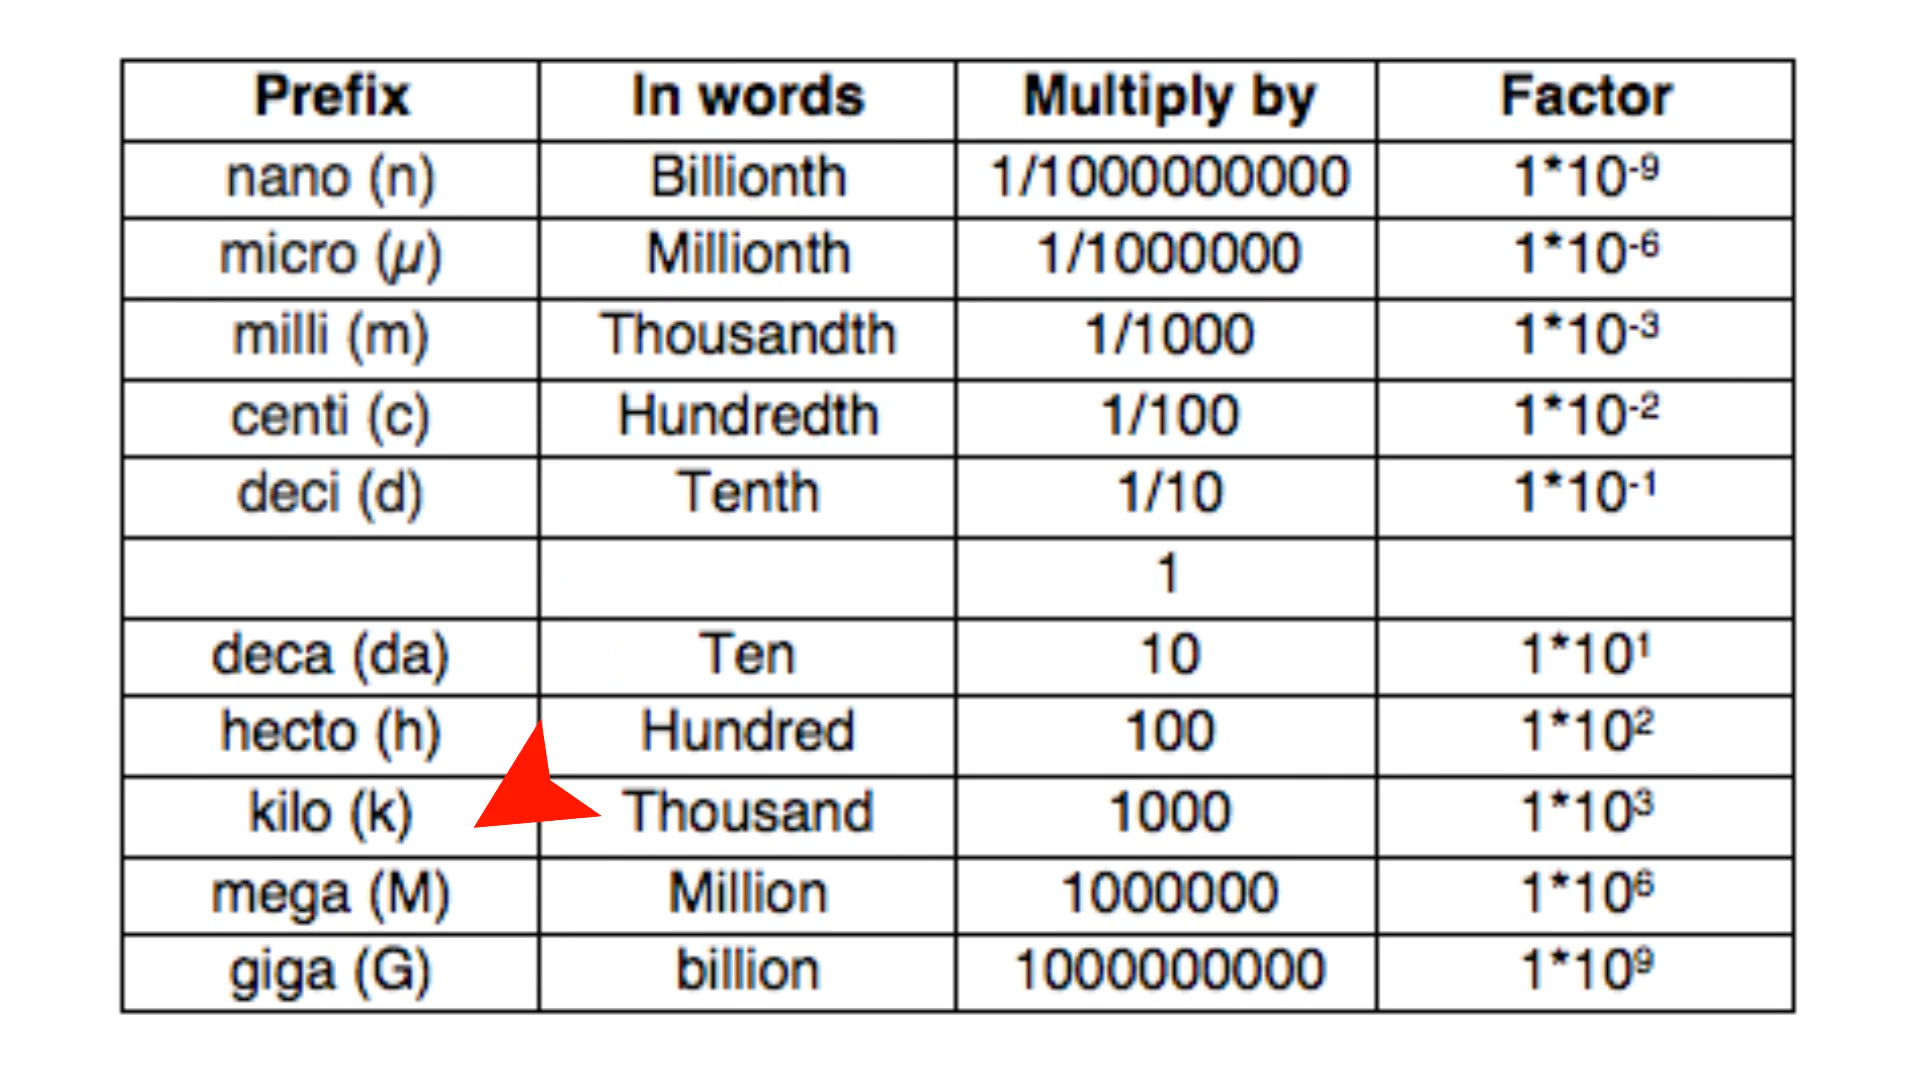 Prefix In words Multiply by Factor
nano (n) Billionth 1/1000000000 1*10⁻⁹
micro (µ) Millionth 1/1000000 1*10⁻⁶
milli (m) Thousandth 1/1000 1*10⁻³
centi (c) Hundredth 1/100 1*10⁻²
deci (d) Tenth 1/10 1*10⁻¹
1
deca (da) Ten 10 1*10¹
hecto (h) Hundred 100 1*10²
kilo (k) Thousand 1000 1*10³
mega (M) Million 1000000 1*10⁶
giga (G) billion 1000000000 1*10⁹